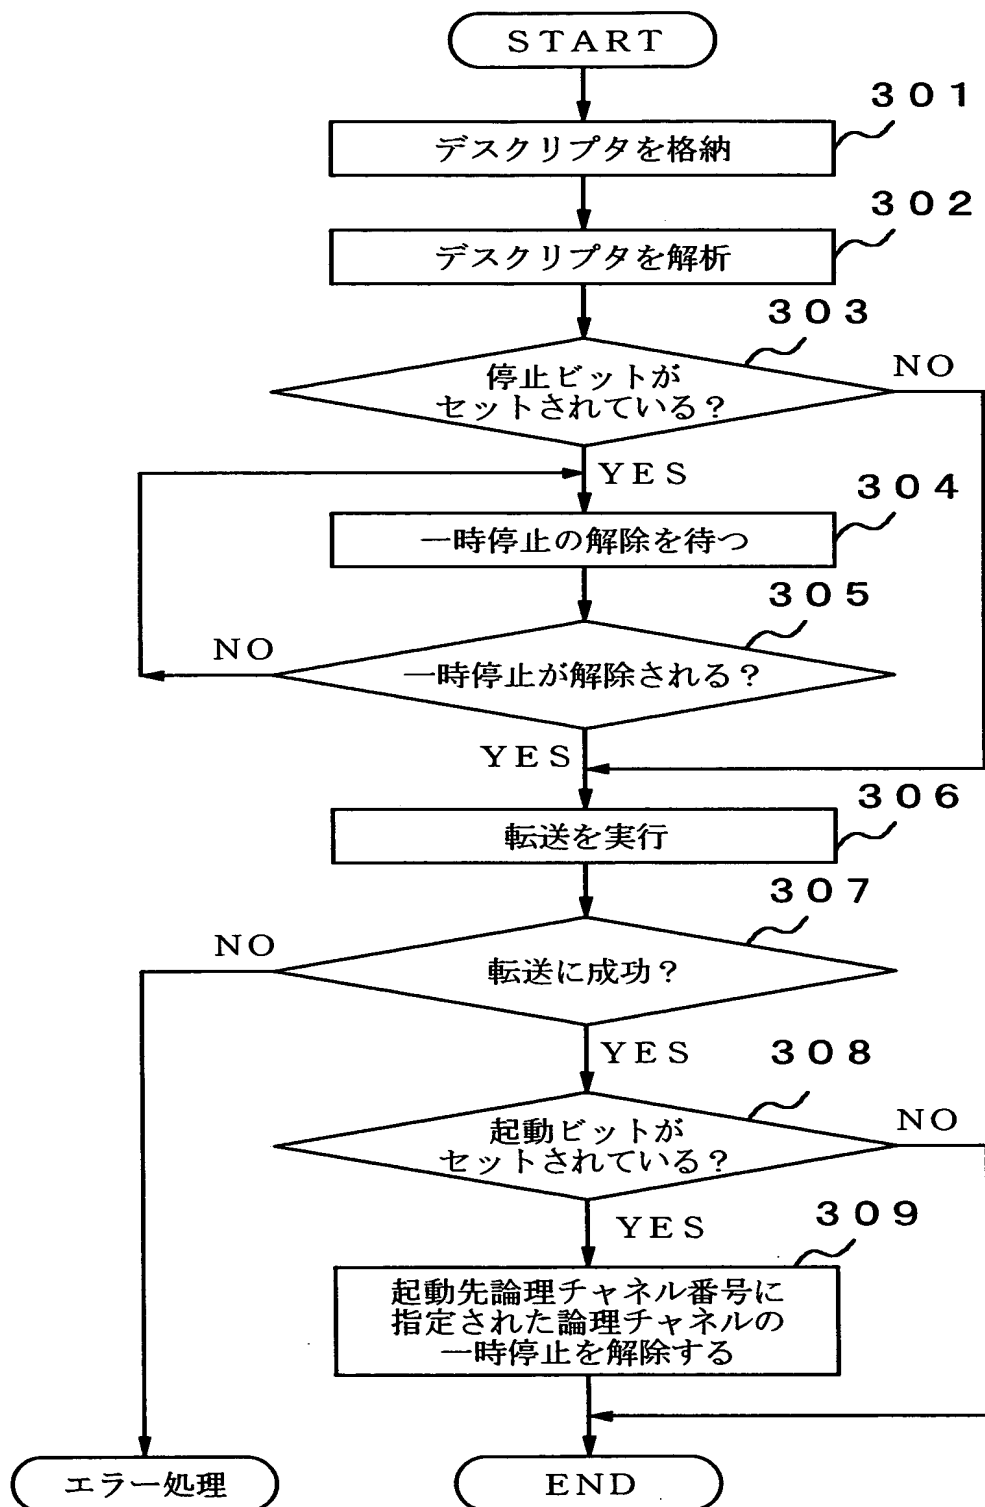 START
301
デスクリプタを格納
302
デスクリプタを解析
303
停止ビットが
セットされている？
NO
YES
304
一時停止の解除を待つ
305
NO
一時停止が解除される？
YES
306
転送を実行
307
NO
転送に成功？
YES
308
起動ビットが
セットされている？
NO
YES
309
起動先論理チャネル番号に
指定された論理チャネルの
一時停止を解除する
エラー処理
END